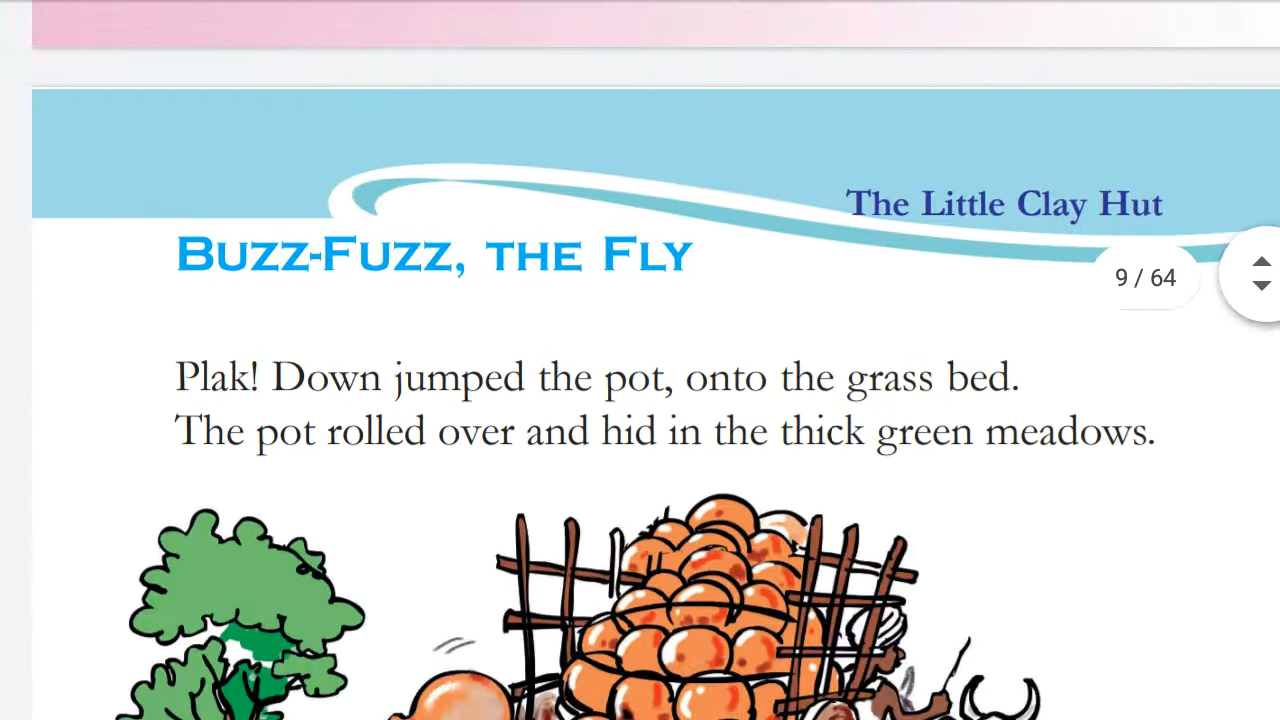 The Little Clay Hut
BUZZ-FUZZ, THE FLY
9 / 64
Plak! Down jumped the pot, onto the grass bed.
The pot rolled over and hid in the thick green meadows.